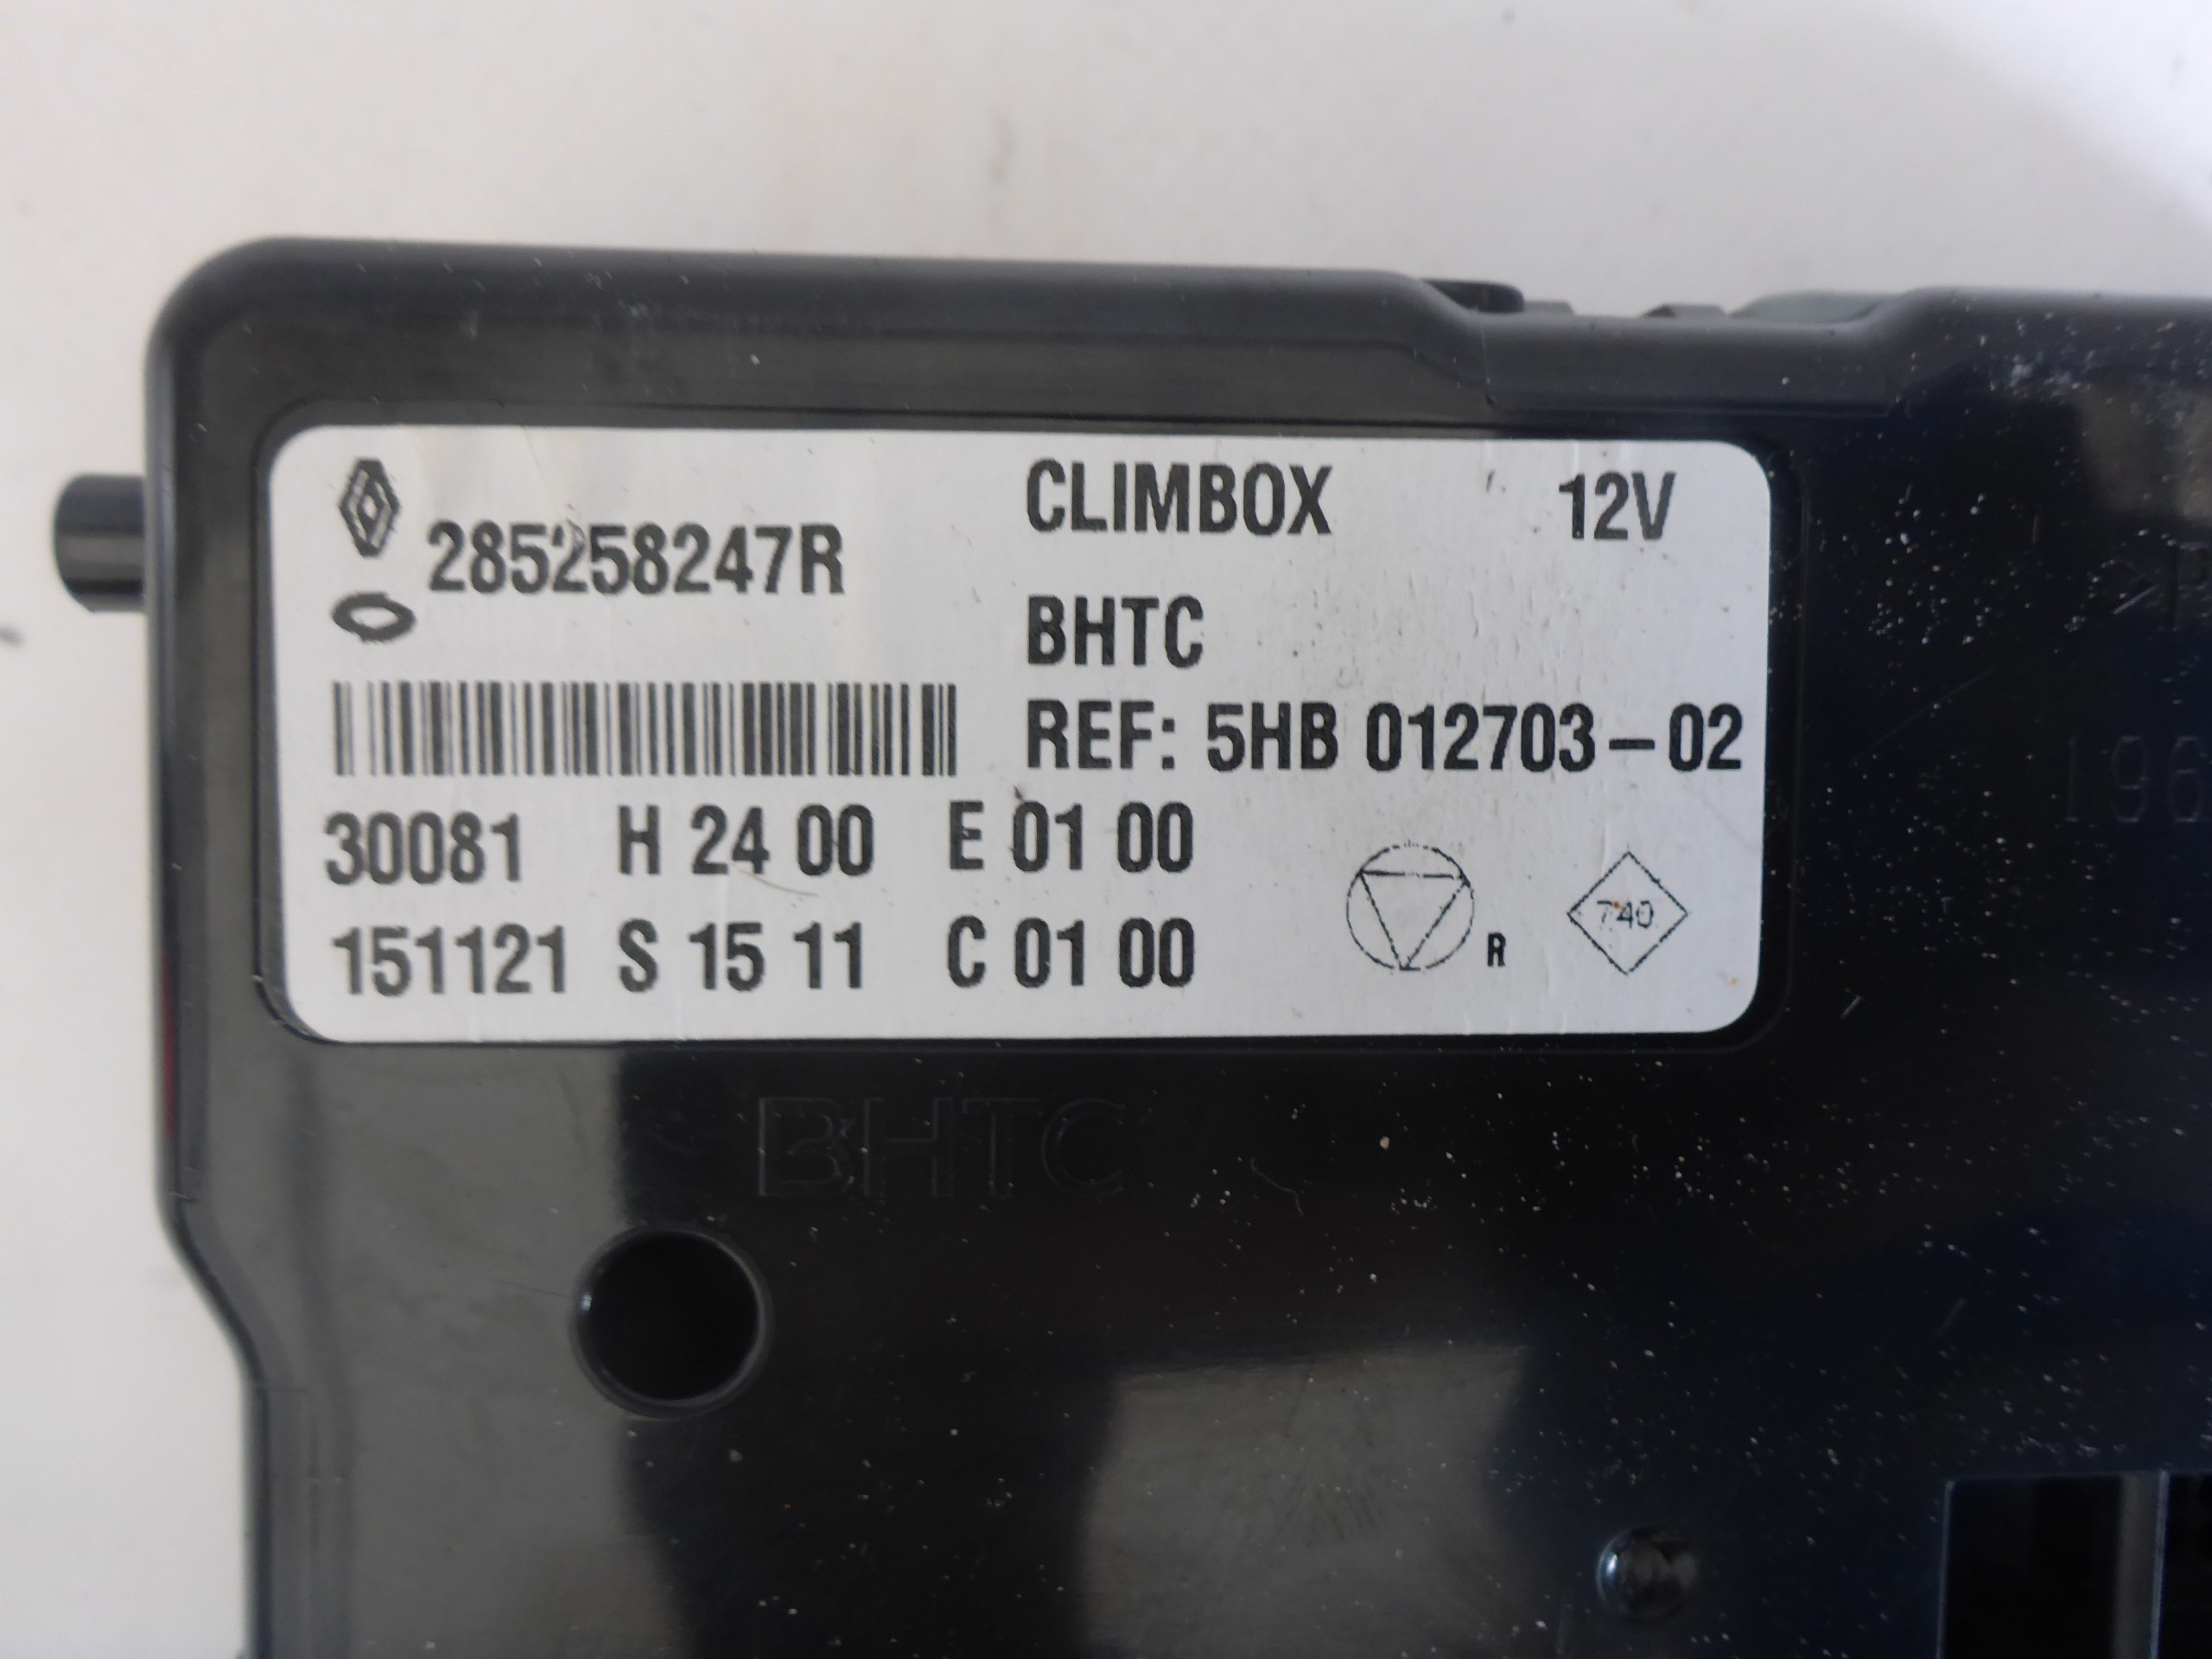 285258247R
CLIMBOX 12V
BHTC
REF: 5HB 012703-02
30081 H 24 00 E 01 00
151121 S 15 11 C 01 00
R
740
BHTC
196